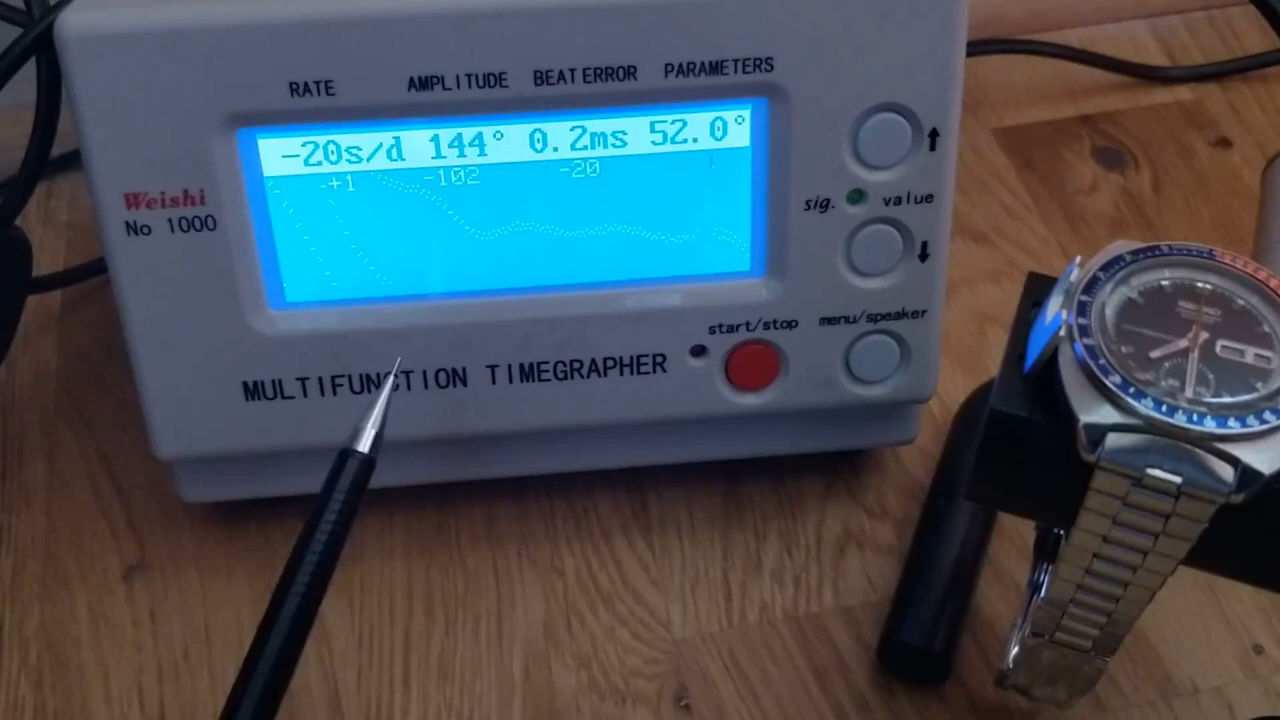 RATE AMPLITUDE BEAT ERROR PARAMETERS
-20s/d 144° 0.2ms 52.0°
+1 -102 -20
Weishi
No 1000
sig. value
start/stop menu/speaker
MULTIFUNCTION TIMEGRAPHER
SEIKO